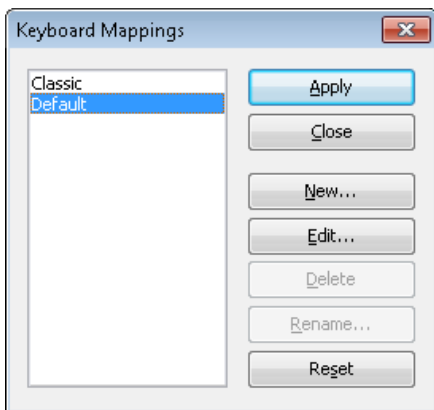 Keyboard Mappings
Classic
Default
Apply
Close
New...
Edit...
Delete
Rename...
Reset